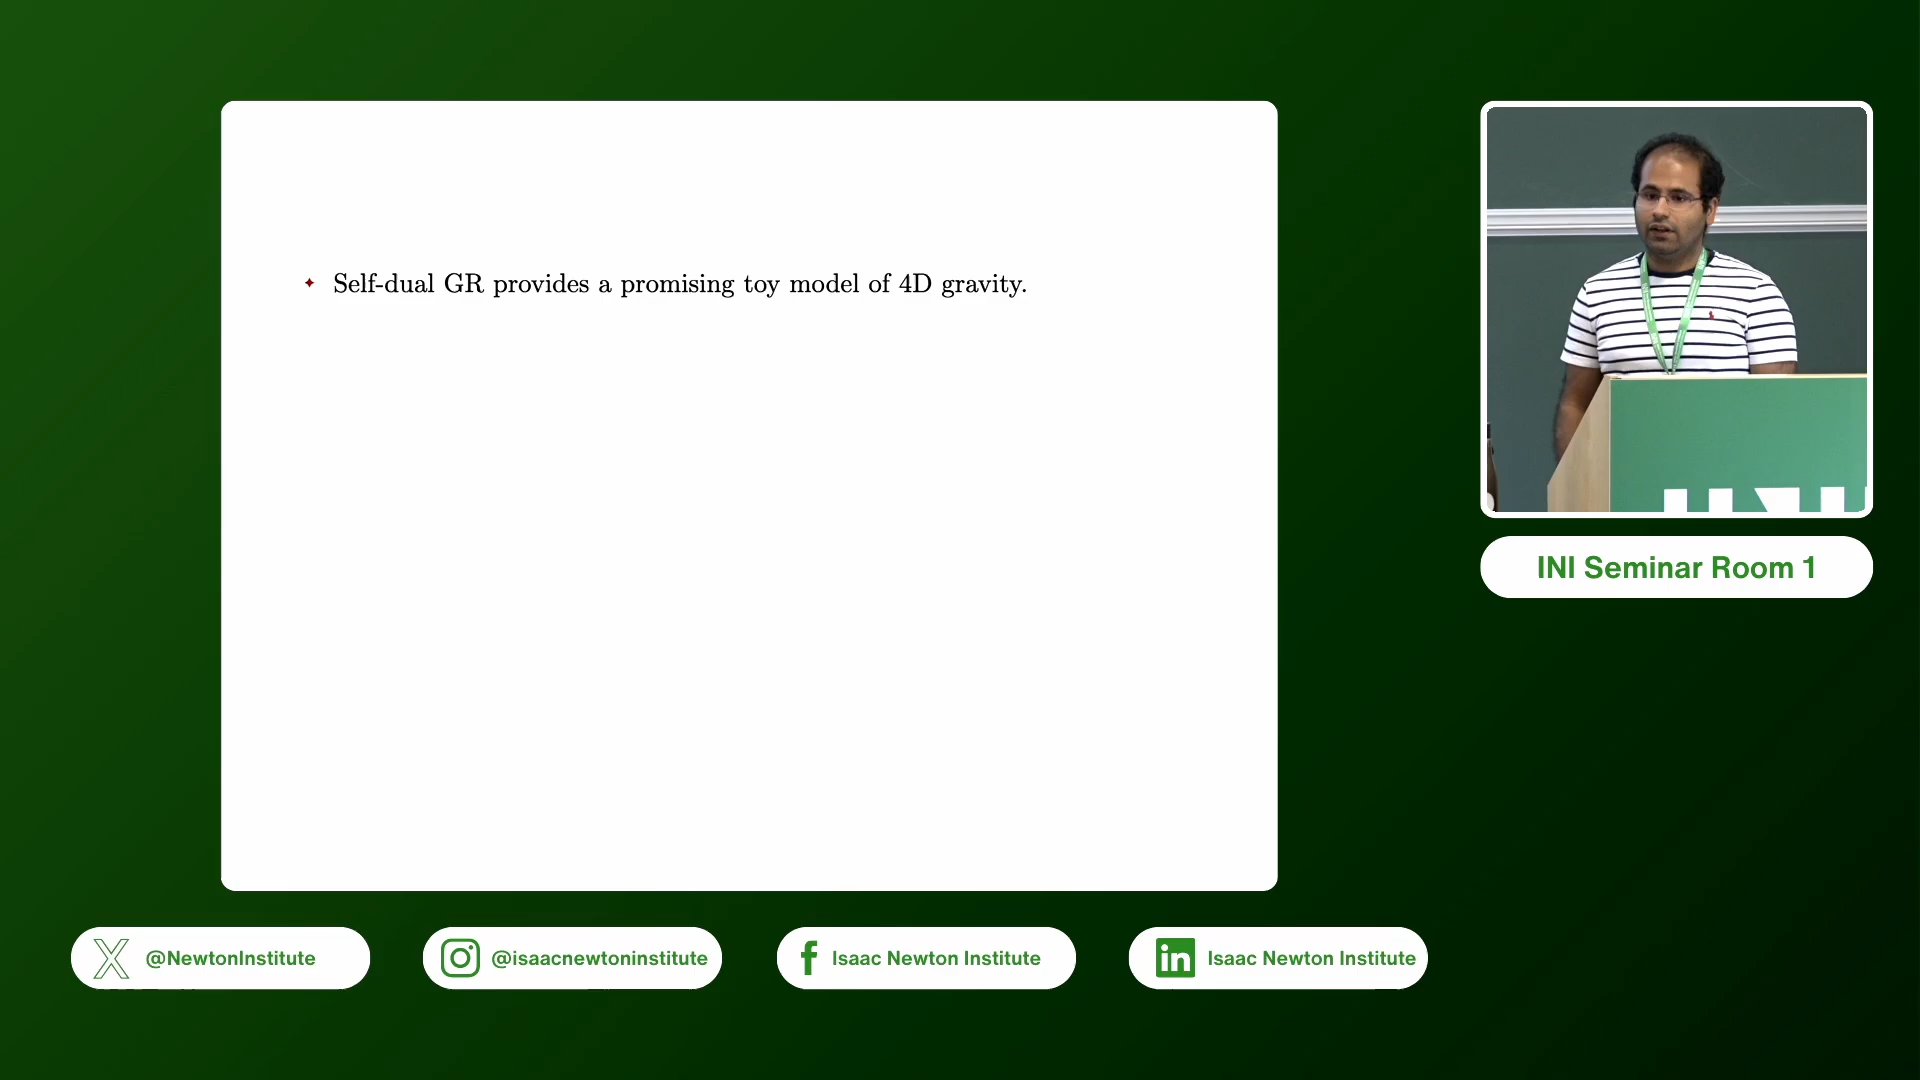 Self-dual GR provides a promising toy model of 4D gravity.
INI Seminar Room 1
@NewtonInstitute
@isaacnewtoninstitute
Isaac Newton Institute
Isaac Newton Institute